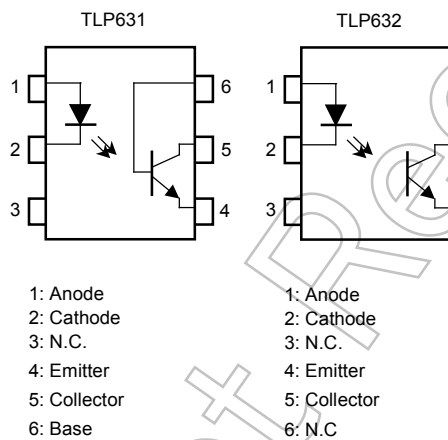 TLP631
TLP632
1
2
3
6
5
4
1
2
3
1: Anode
2: Cathode
3: N.C.
4: Emitter
5: Collector
6: Base
1: Anode
2: Cathode
3: N.C.
4: Emitter
5: Collector
6: N.C